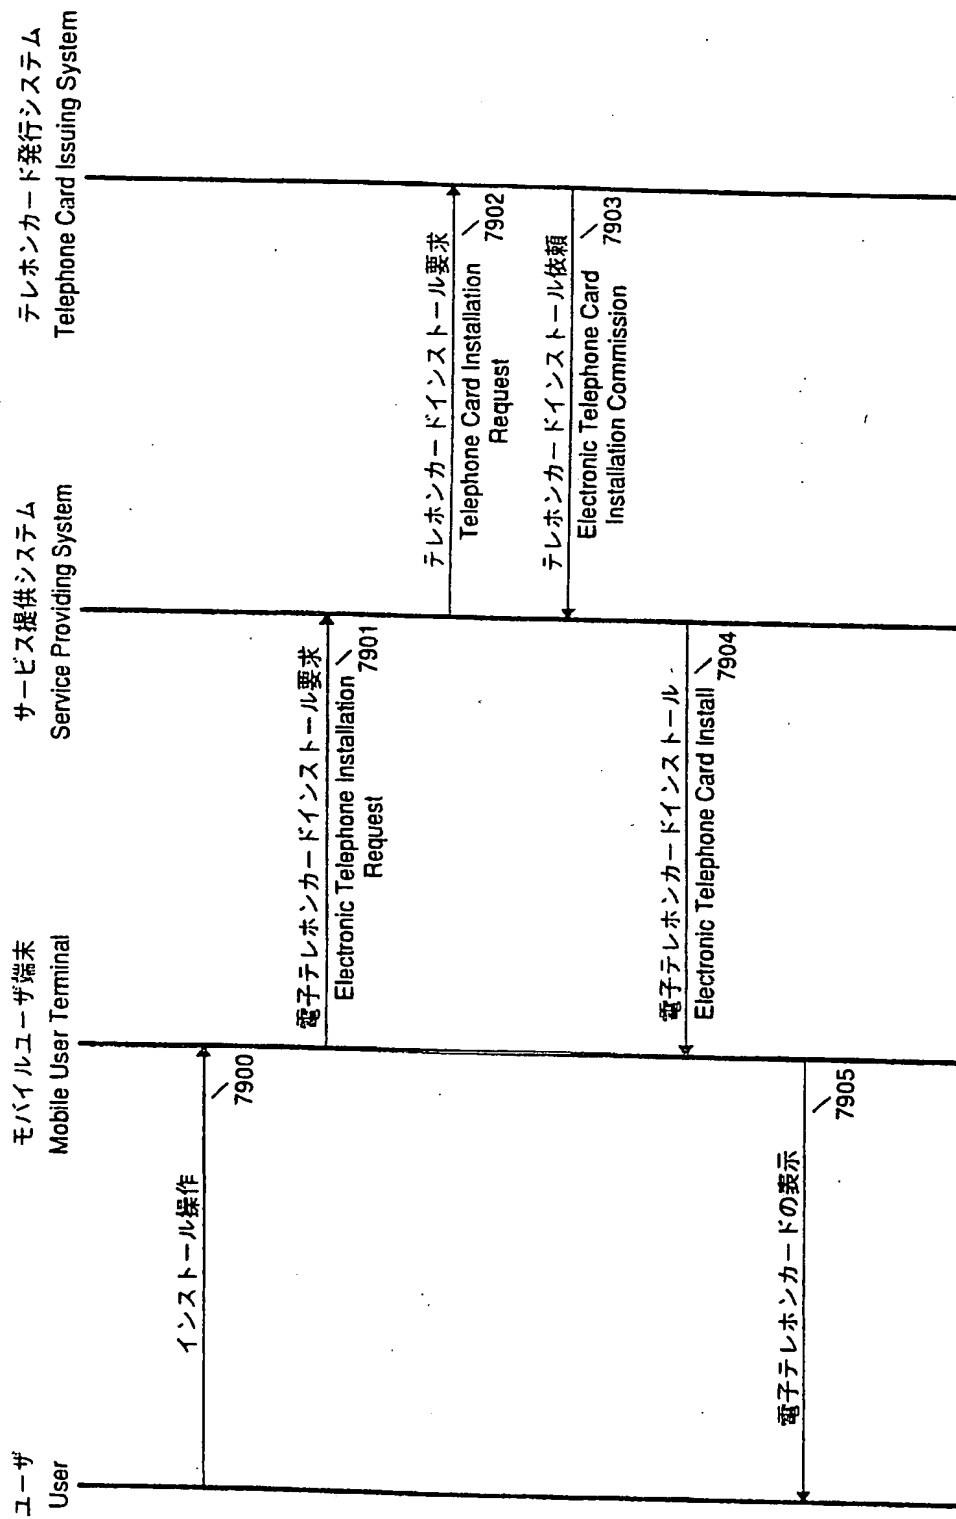 ユーザ
User
モバイルユーザ端末
Mobile User Terminal
サービス提供システム
Service Providing System
テレホンカード発行システム
Telephone Card Issuing System
インストール操作
7900
電子テレホンカードインストール要求
Electronic Telephone Installation
Request
7901
テレホンカードインストール要求
Telephone Card Installation
Request
7902
テレホンカードインストール依頼
Electronic Telephone Card
Installation Commission
7903
電子テレホンカードインストール
Electronic Telephone Card Install
7904
電子テレホンカードの表示
7905